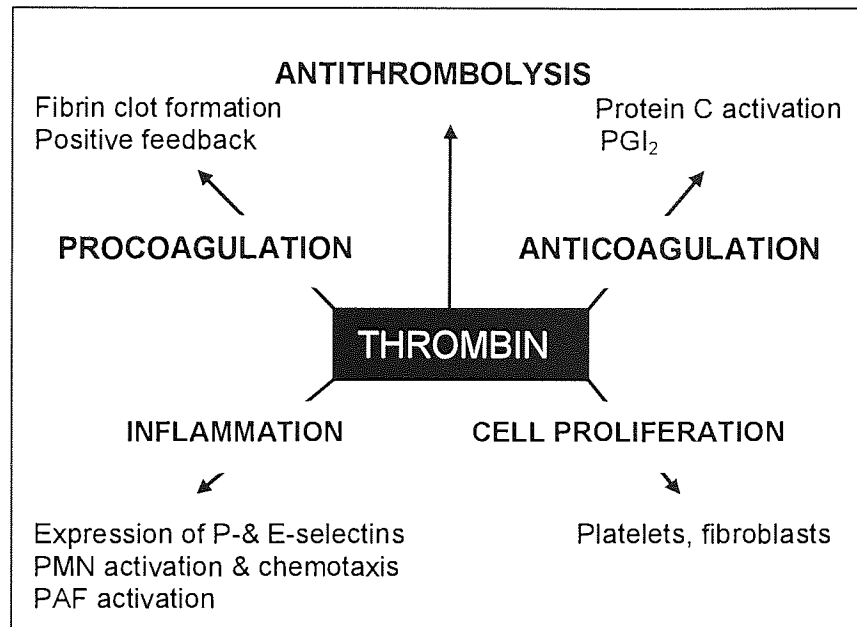 ANTITHROMBOLYSIS
Fibrin clot formation
Positive feedback
Protein C activation
PGI₂
PROCOAGULATION
ANTICOAGULATION
THROMBIN
INFLAMMATION
CELL PROLIFERATION
Expression of P-& E-selectins
PMN activation & chemotaxis
PAF activation
Platelets, fibroblasts